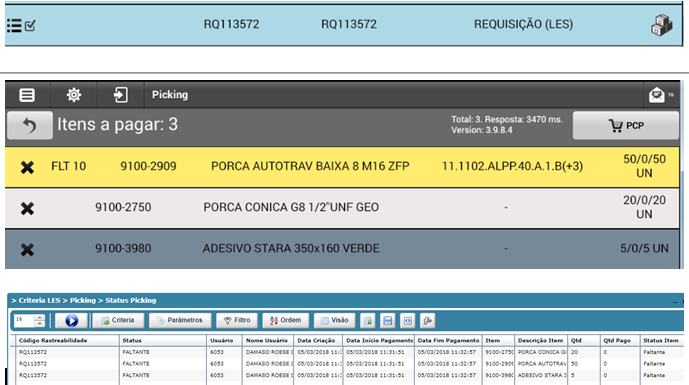 RQ113572 RQ113572 REQUISIÇÃO (LES)
Picking 76
Itens a pagar: 3 Total: 3. Resposta: 3470 ms. Version: 3.9.8.4 PCP
FLT 10 9100-2909 PORCA AUTOTRAV BAIXA 8 M16 ZFP 11.1102.ALPP.40.A.1.B(+3) 50/0/50 UN
9100-2750 PORCA CONICA G8 1/2"UNF GEO - 20/0/20 UN
9100-3980 ADESIVO STARA 350x160 VERDE - 5/0/5 UN
> Criteria LES > Picking > Status Picking
16 Criteria Parâmetros Filtro Ordem Visão
Código Rastreabilidade Status Usuário Nome Usuário Data Criação Data Início Pagamento Data Fim Pagamento Item Descrição Item Qtd Qtd Pago Status Item
RQ113572 FALTANTE 6053 DAMASO ROESE 05/03/2018 11: 05/03/2018 11:31:51 05/03/2018 11:32:57 9100-2750 PORCA CONICA 20 0 Faltante
RQ113572 FALTANTE 6053 DAMASO ROESE 05/03/2018 11: 05/03/2018 11:31:51 05/03/2018 11:32:57 9100-2909 PORCA AUTOTRAV 50 0 Faltante
RQ113572 FALTANTE 6053 DAMASO ROESE 05/03/2018 11: 05/03/2018 11:31:51 05/03/2018 11:32:57 9100-3980 ADESIVO STARA 5 0 Faltante